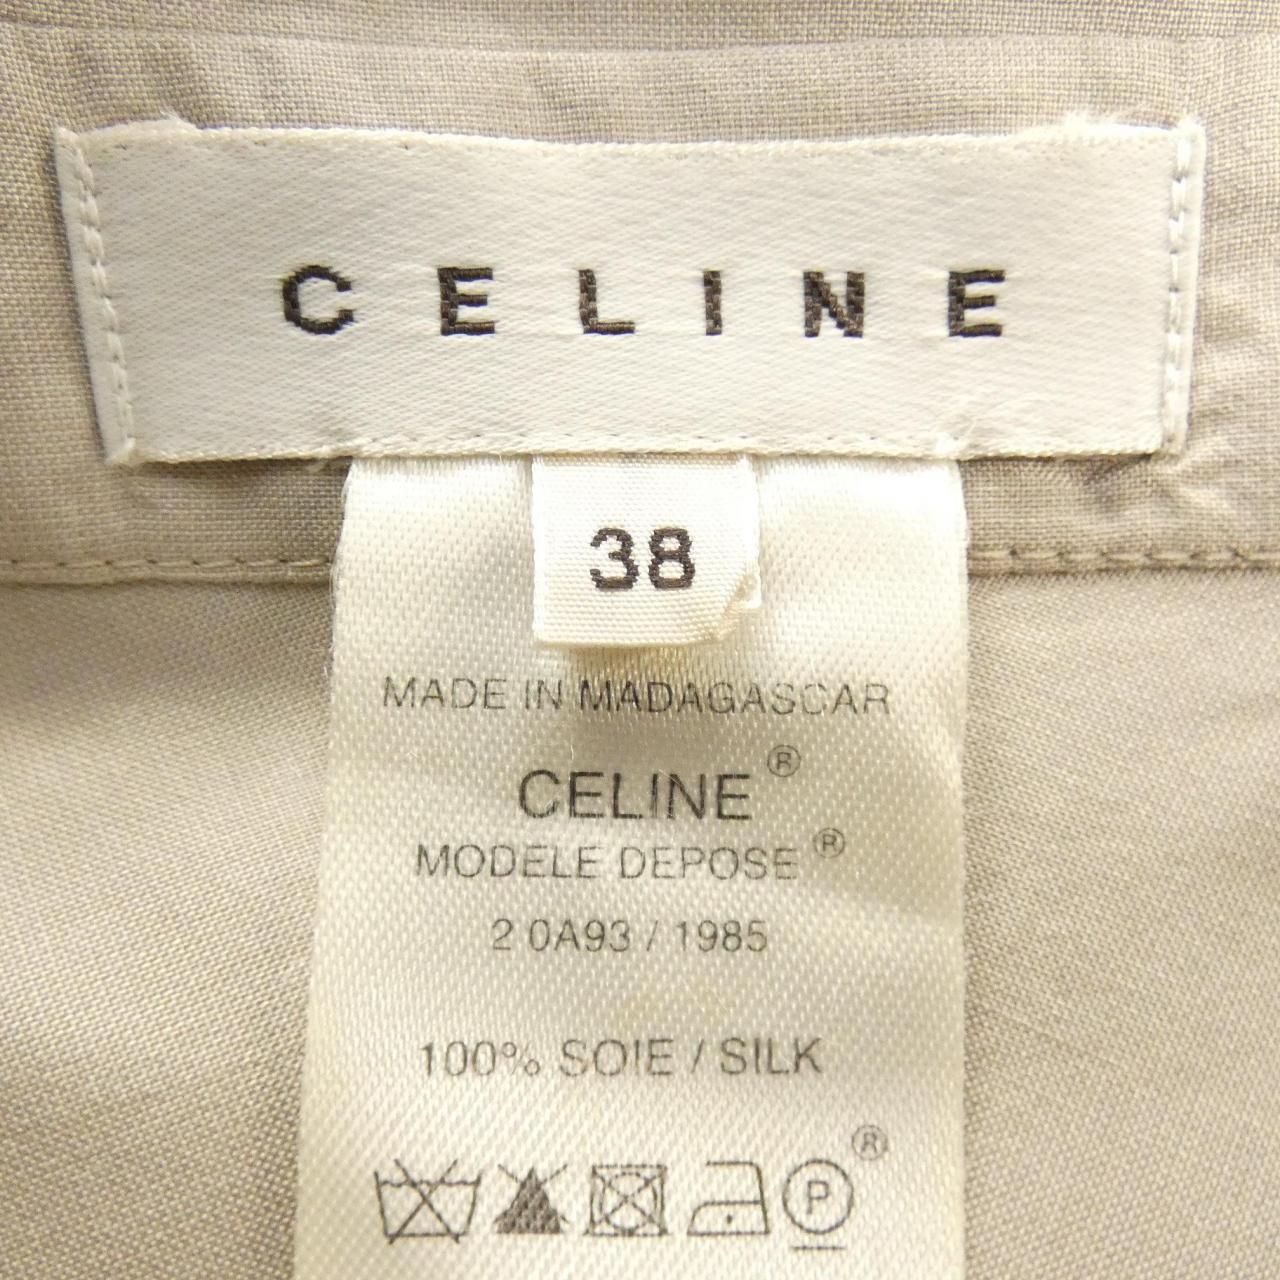 CELINE
38
MADE IN MADAGASCAR
CELINE®
MODELE DEPOSE®
2 0A93 / 1985
100% SOIE / SILK
P ®